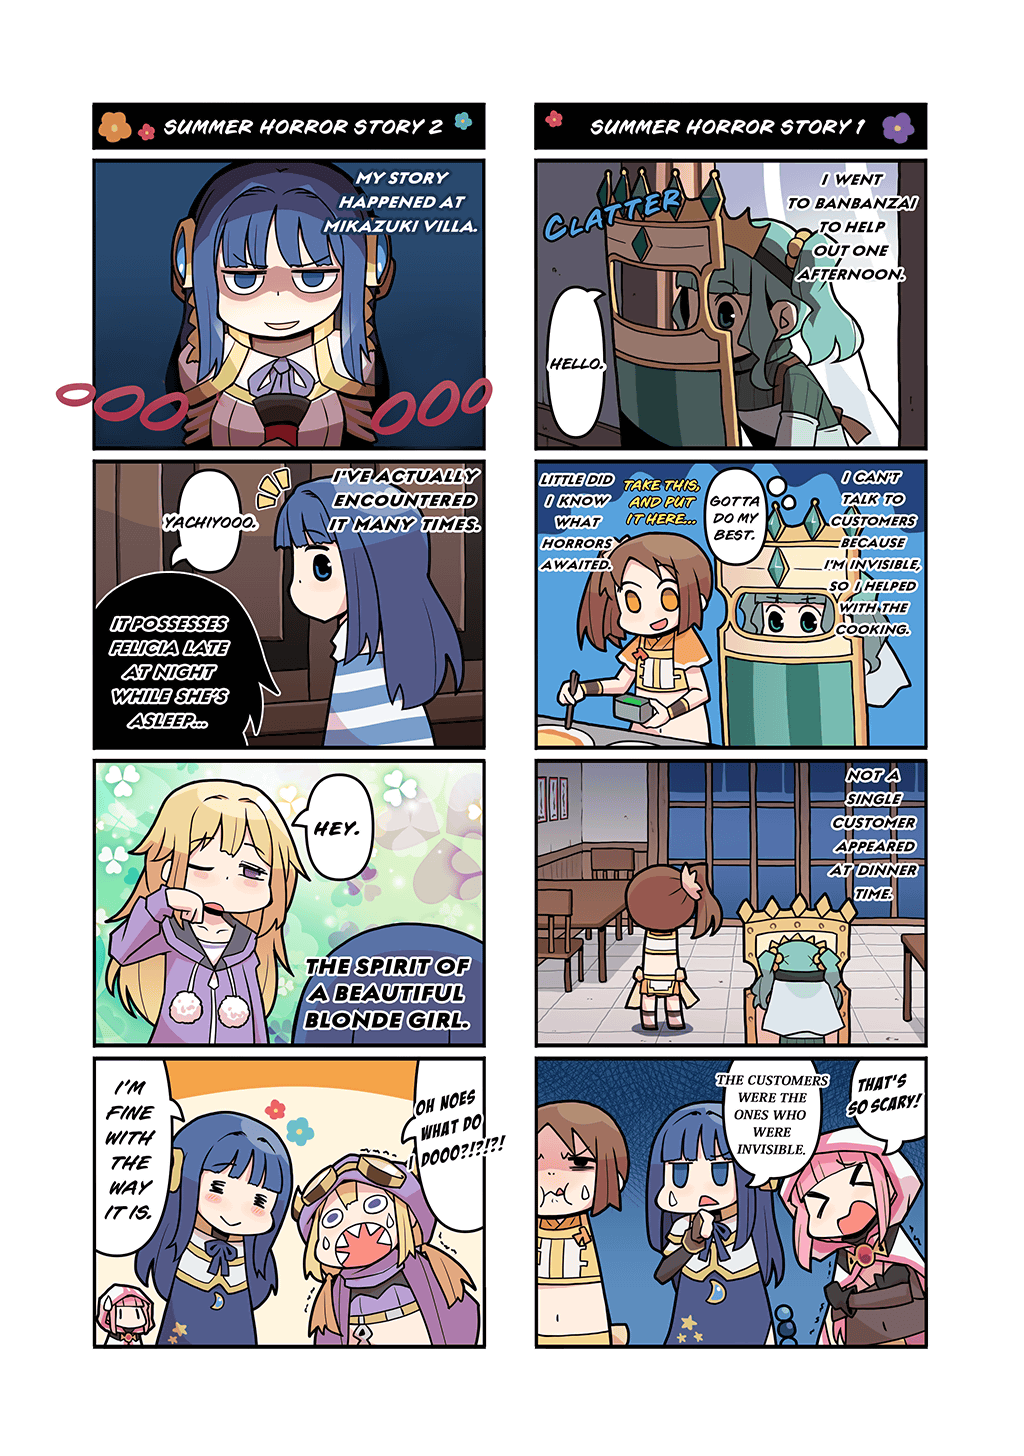 SUMMER HORROR STORY 1
I WENT
TO BANBANZAI
TO HELP
OUT ONE
AFTERNOON.
CLATTER
HELLO.
I CAN'T
TALK TO
CUSTOMERS
BECAUSE
I'M INVISIBLE,
SO I HELPED
WITH THE
COOKING.
GOTTA
DO MY
BEST.
TAKE THIS,
AND PUT
IT HERE...
LITTLE DID
I KNOW
WHAT
HORRORS
AWAITED.
NOT A
SINGLE
CUSTOMER
APPEARED
AT DINNER
TIME.
THAT'S
SO SCARY!
THE CUSTOMERS
WERE THE
ONES WHO
WERE
INVISIBLE.
SUMMER HORROR STORY 2
MY STORY
HAPPENED AT
MIKAZUKI VILLA.
I'VE ACTUALLY
ENCOUNTERED
IT MANY TIMES.
YACHIYOOO.
IT POSSESSES
FELICIA LATE
AT NIGHT
WHILE SHE'S
ASLEEP...
HEY.
THE SPIRIT OF
A BEAUTIFUL
BLONDE GIRL.
OH NOES
WHAT DO
DOOO?!?!?!
I'M
FINE
WITH
THE
WAY
IT IS.